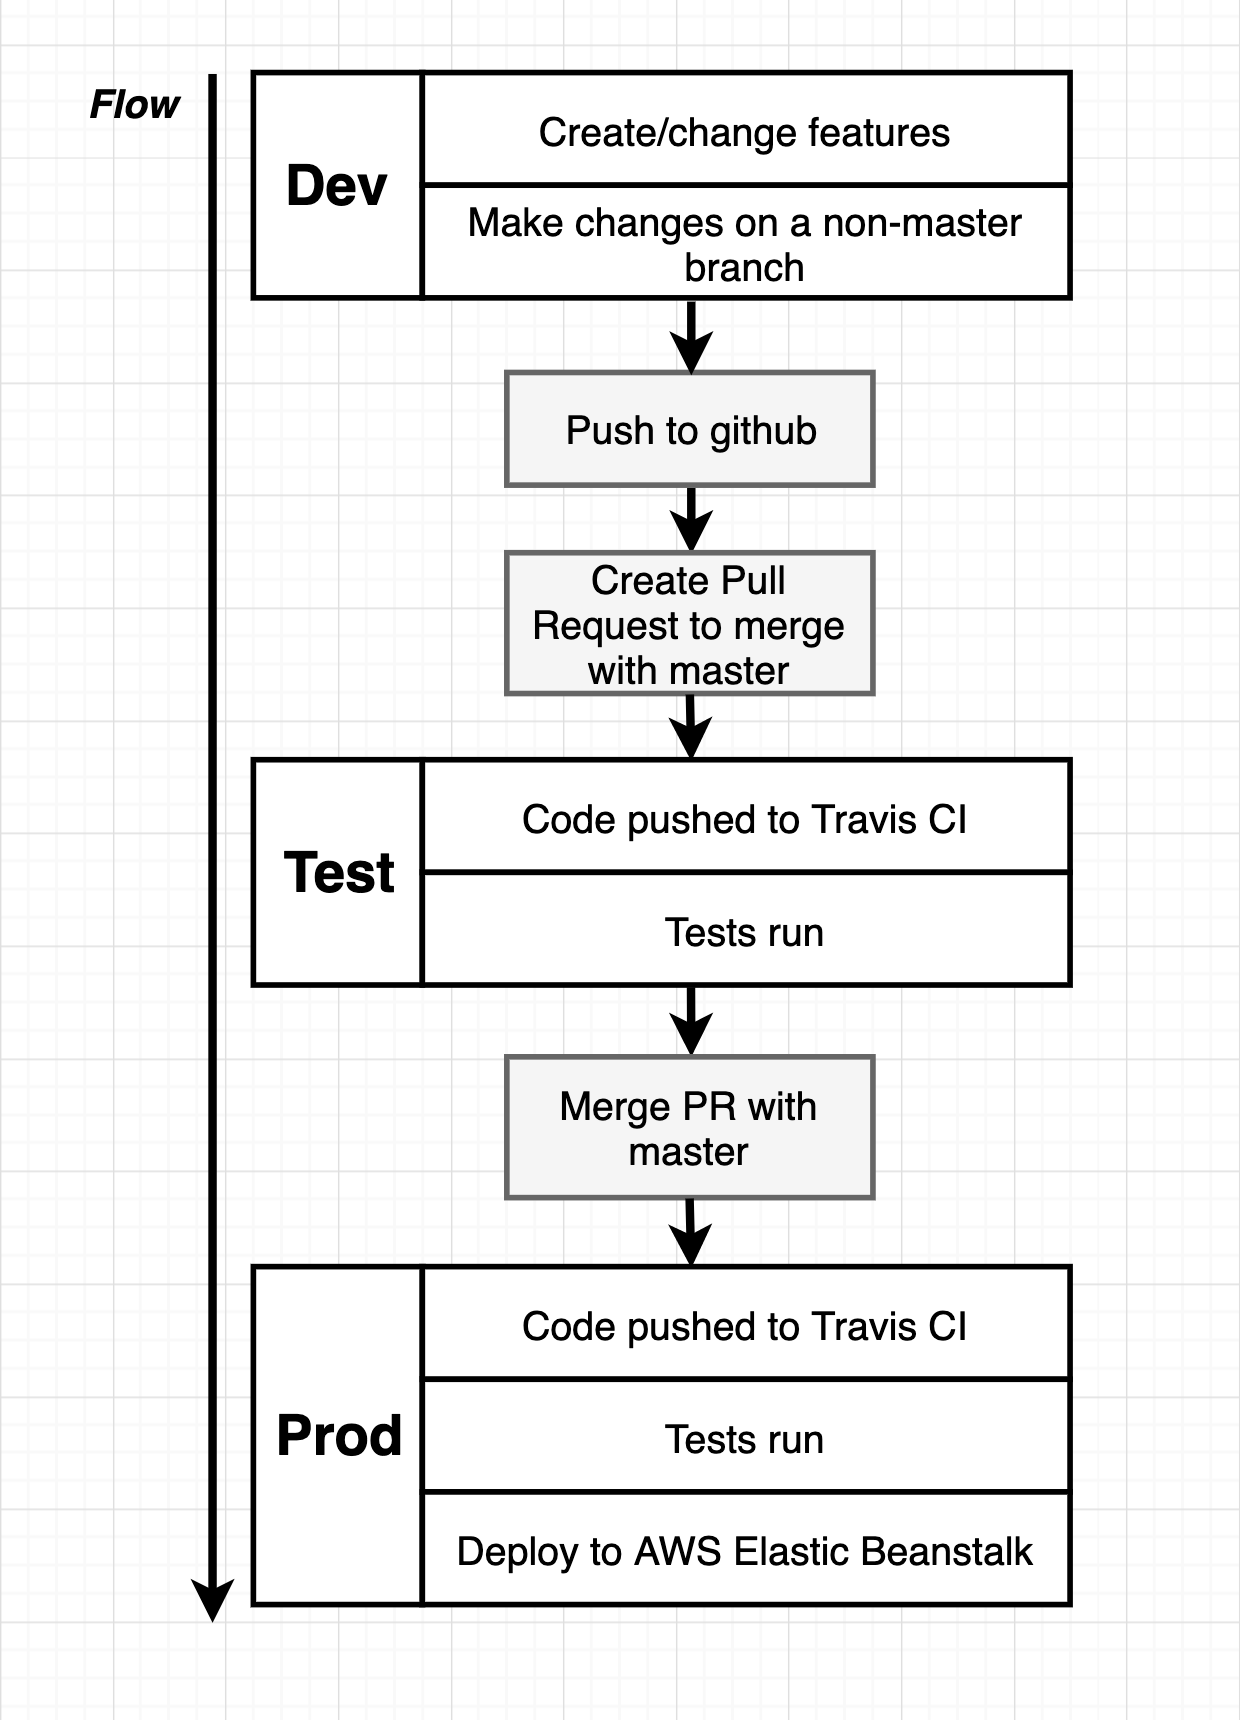 Flow
Dev
Create/change features
Make changes on a non-master
branch
Push to github
Create Pull
Request to merge
with master
Test
Code pushed to Travis CI
Tests run
Merge PR with
master
Prod
Code pushed to Travis CI
Tests run
Deploy to AWS Elastic Beanstalk